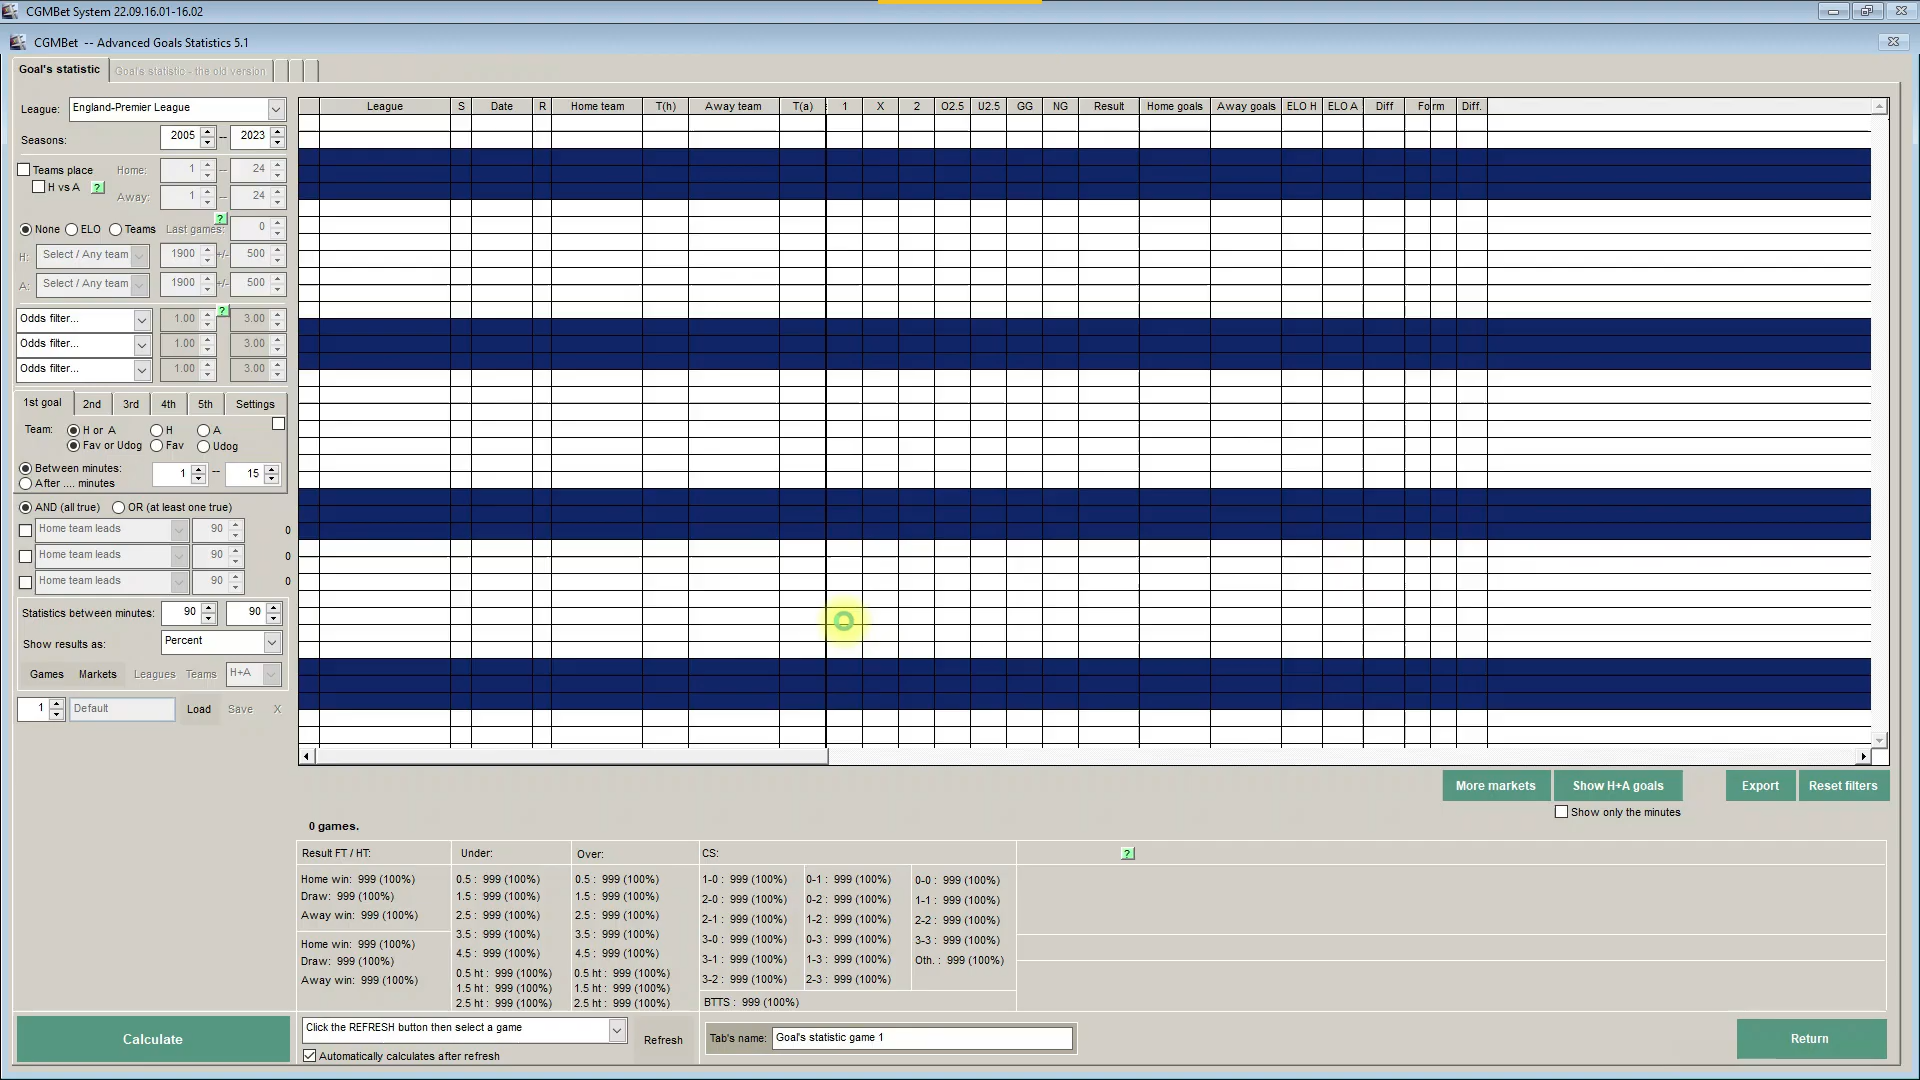 CGMBet System 22.09.16.01-16.02
CGMBet -- Advanced Goals Statistics 5.1
Goal's statistic
Goal's statistic - the old version
League: England-Premier League
Seasons: 2005 -- 2023
Teams place Home: 1 -- 24
H vs A ? Away: 1 -- 24
None ELO Teams Last games: ? 0
H: Select / Any team 1900 +/- 500
A: Select / Any team 1900 +/- 500
Odds filter... 1.00 ? 3.00
Odds filter... 1.00 3.00
Odds filter... 1.00 3.00
1st goal 2nd 3rd 4th 5th Settings
Team: H or A H A
Fav or Udog Fav Udog
Between minutes: 1 -- 15
After .... minutes
AND (all true) OR (at least one true)
Home team leads 90 0
Home team leads 90 0
Home team leads 90 0
Statistics between minutes: 90 90
Show results as: Percent
Games Markets Leagues Teams H+A
1 Default Load Save X
Calculate
League S Date R Home team T(h) Away team T(a) 1 X 2 O2.5 U2.5 GG NG Result Home goals Away goals ELO H ELO A Diff Form Diff.
More markets Show H+A goals Export Reset filters
Show only the minutes
0 games.
Result FT / HT:
Home win: 999 (100%)
Draw: 999 (100%)
Away win: 999 (100%)
Home win: 999 (100%)
Draw: 999 (100%)
Away win: 999 (100%)
Under:
0.5 : 999 (100%)
1.5 : 999 (100%)
2.5 : 999 (100%)
3.5 : 999 (100%)
4.5 : 999 (100%)
0.5 ht : 999 (100%)
1.5 ht : 999 (100%)
2.5 ht : 999 (100%)
Over:
0.5 : 999 (100%)
1.5 : 999 (100%)
2.5 : 999 (100%)
3.5 : 999 (100%)
4.5 : 999 (100%)
0.5 ht : 999 (100%)
1.5 ht : 999 (100%)
2.5 ht : 999 (100%)
CS:
1-0 : 999 (100%) 0-1 : 999 (100%) 0-0 : 999 (100%)
2-0 : 999 (100%) 0-2 : 999 (100%) 1-1 : 999 (100%)
2-1 : 999 (100%) 1-2 : 999 (100%) 2-2 : 999 (100%)
3-0 : 999 (100%) 0-3 : 999 (100%) 3-3 : 999 (100%)
3-1 : 999 (100%) 1-3 : 999 (100%) Oth. : 999 (100%)
3-2 : 999 (100%) 2-3 : 999 (100%)
BTTS : 999 (100%)
?
Click the REFRESH button then select a game
Automatically calculates after refresh
Refresh
Tab's name: Goal's statistic game 1
Return